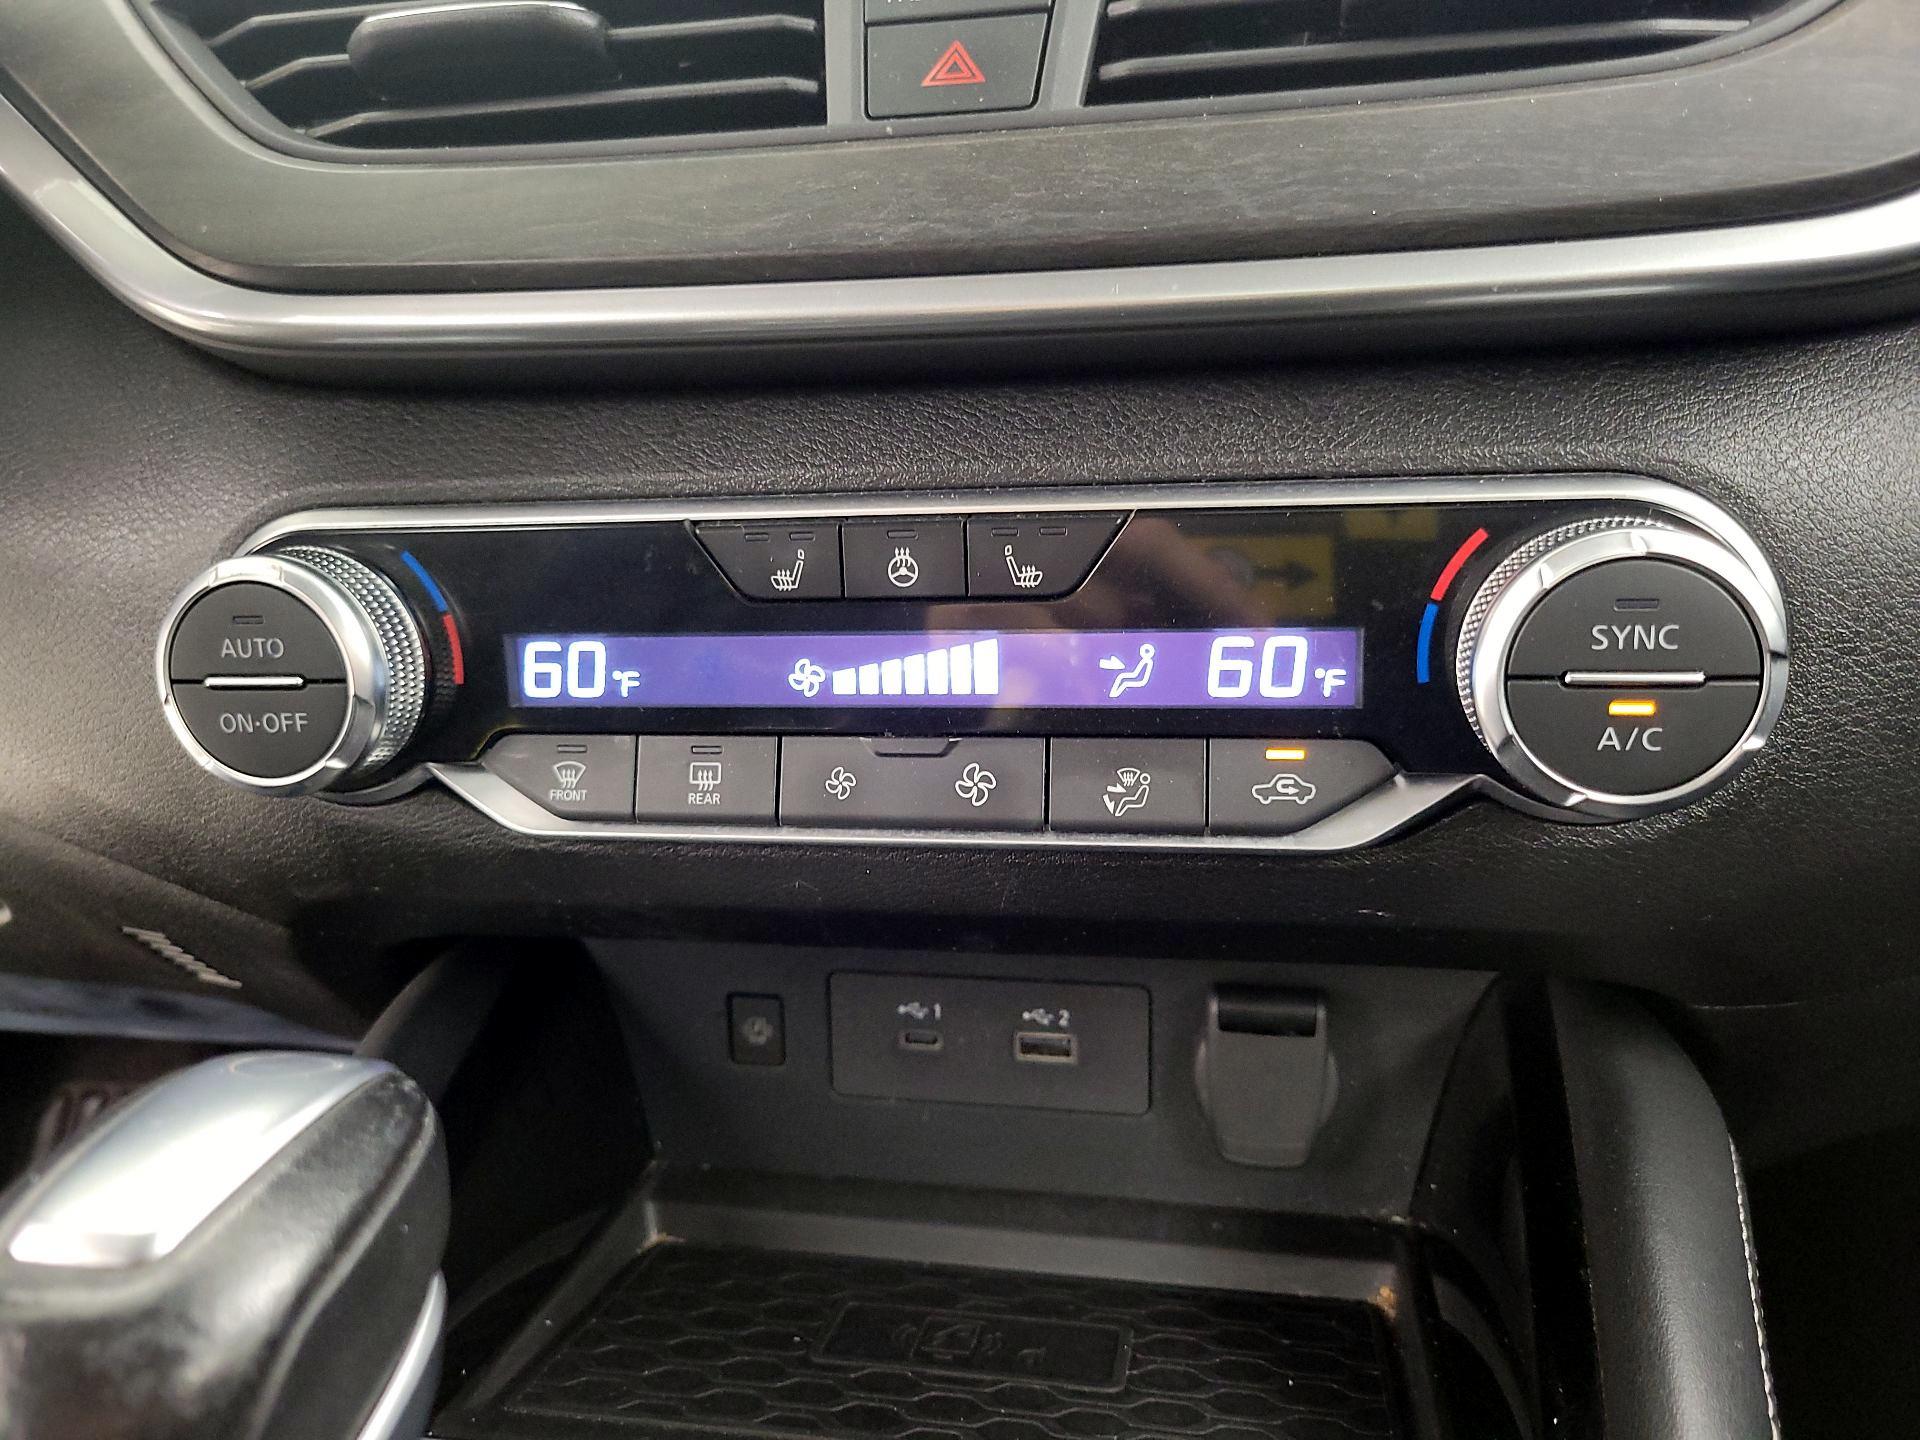 AUTO
ON·OFF
60°F
60°F
SYNC
A/C
FRONT
REAR
1
2